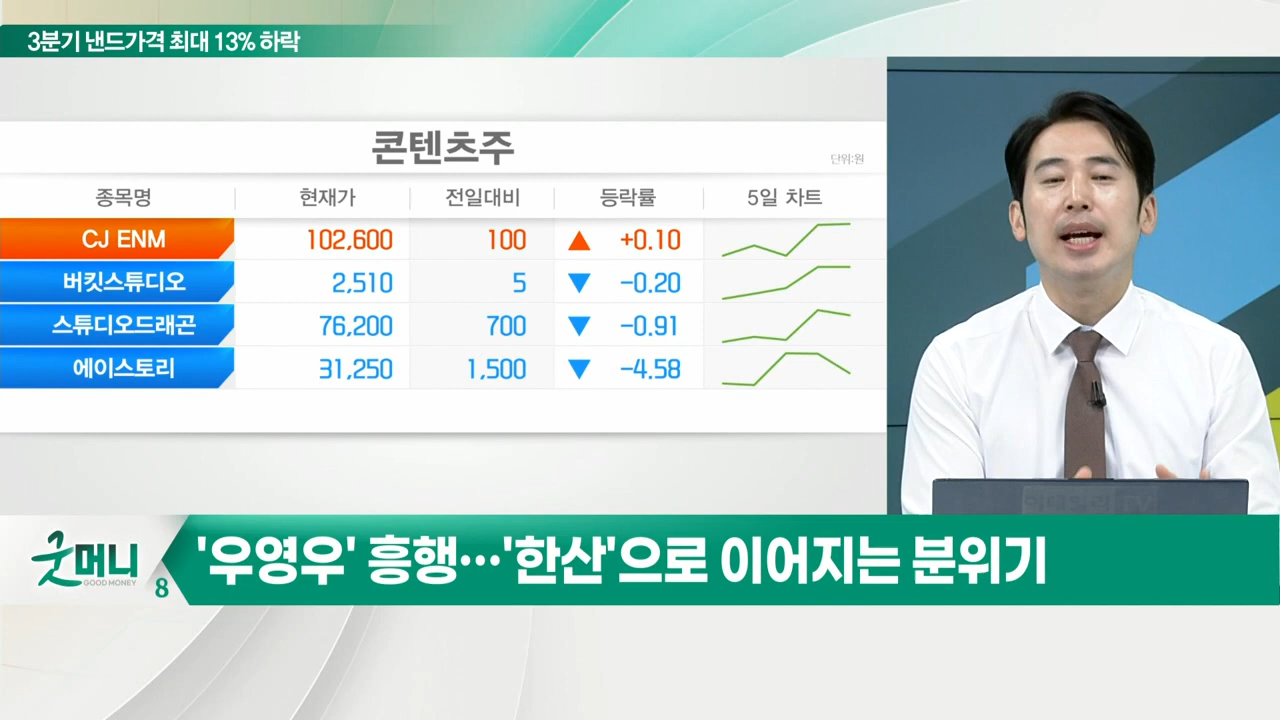 3분기 낸드가격 최대 13% 하락
콘텐츠주
단위:원
종목명 현재가 전일대비 등락률 5일 차트
CJ ENM 102,600 100 ▲ +0.10
버킷스튜디오 2,510 5 ▼ -0.20
스튜디오드래곤 76,200 700 ▼ -0.91
에이스토리 31,250 1,500 ▼ -4.58
이데일리 TV
굿머니
GOOD MONEY
8
'우영우' 흥행…'한산'으로 이어지는 분위기